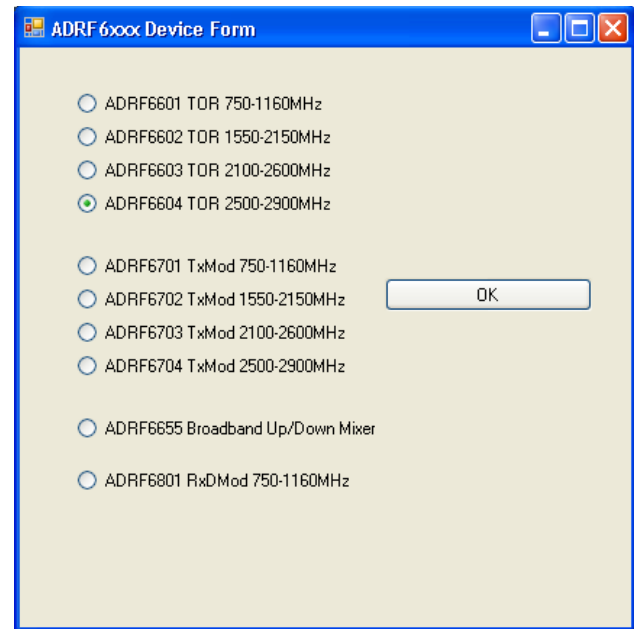 ADRF6xxx Device Form
ADRF6601 TOR 750-1160MHz
ADRF6602 TOR 1550-2150MHz
ADRF6603 TOR 2100-2600MHz
ADRF6604 TOR 2500-2900MHz
ADRF6701 TxMod 750-1160MHz
ADRF6702 TxMod 1550-2150MHz
OK
ADRF6703 TxMod 2100-2600MHz
ADRF6704 TxMod 2500-2900MHz
ADRF6655 Broadband Up/Down Mixer
ADRF6801 RxDMod 750-1160MHz